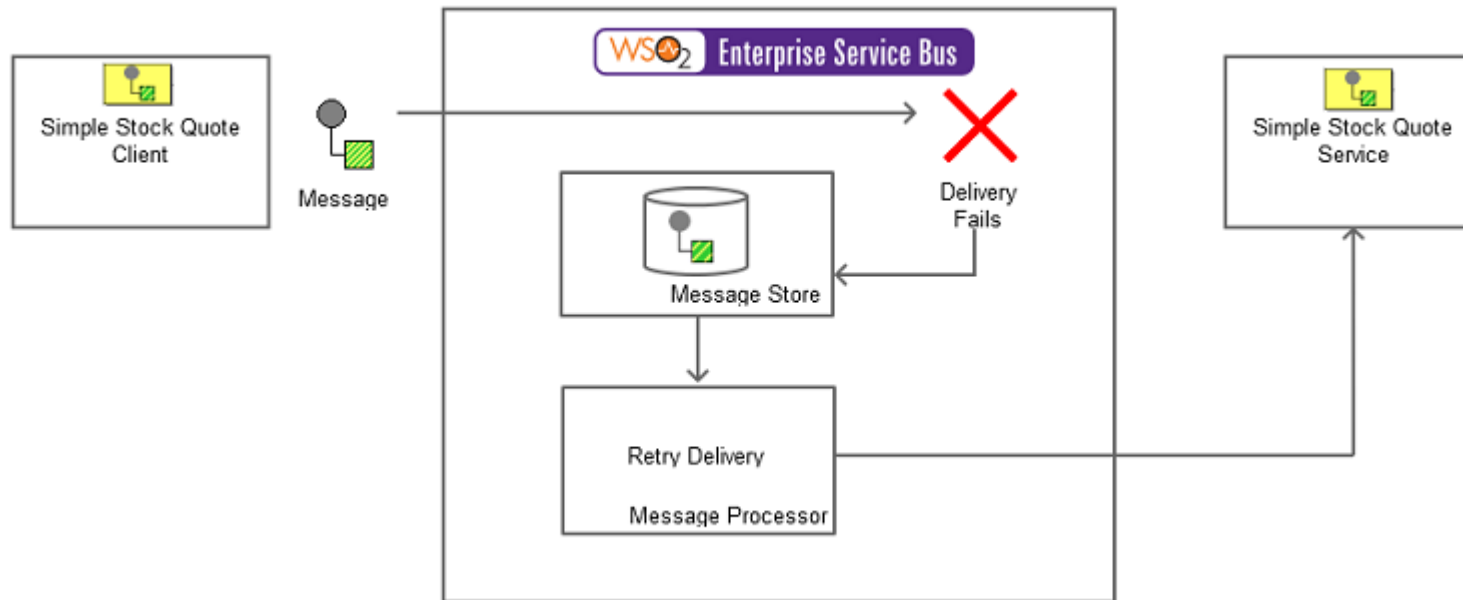 WSO2 Enterprise Service Bus
Simple Stock Quote
Client
Message
Delivery
Fails
Simple Stock Quote
Service
Message Store
Retry Delivery
Message Processor